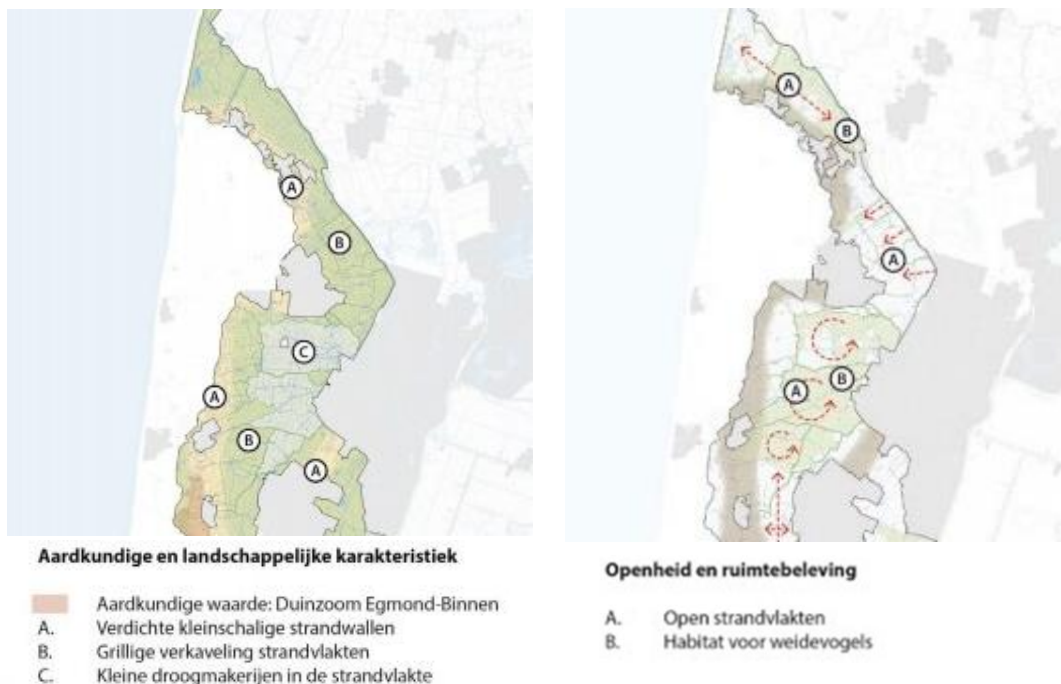 A
B
C
A
B
A
Aardkundige en landschappelijke karakteristiek
Aardkundige waarde: Duinzoom Egmond-Binnen
A. Verdichte kleinschalige strandwallen
B. Grillige verkaveling strandvlakten
C. Kleine droogmakerijen in de strandvlakte
A
B
A
B
A
Openheid en ruimtebeleving
A. Open strandvlakten
B. Habitat voor weidevogels